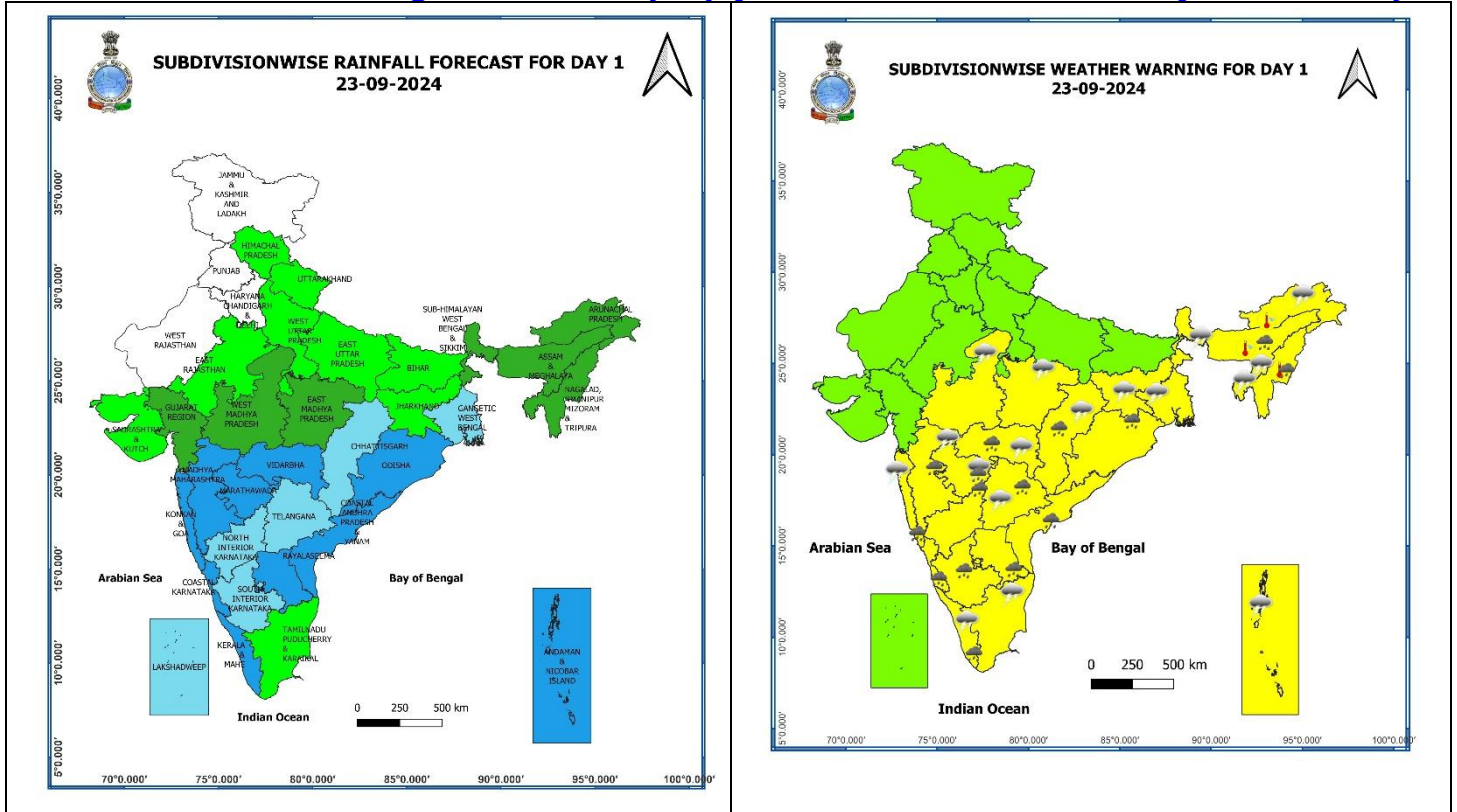 SUBDIVISIONWISE RAINFALL FORECAST FOR DAY 1
23-09-2024
40°0.000'
35°0.000'
30°0.000'
25°0.000'
20°0.000'
15°0.000'
10°0.000'
5°0.000'
JAMMU
&
KASHMIR
AND
LADAKH
HIMACHAL
PRADESH
PUNJAB
UTTARAKHAND
HARYANA
CHANDIGARH
&
DELHI
WEST
RAJASTHAN
EAST
RAJASTHAN
WEST
UTTAR
PRADESH
EAST
UTTAR
PRADESH
SUB-HIMALAYAN
WEST
BENGAL
&
SIKKIM
ARUNACHAL
PRADESH
ASSAM
&
MEGHALAYA
BIHAR
NAGALAD,
MANIPUR
MIZORAM
&
TRIPURA
GUJARAT
REGION
WEST
MADHYA
PRADESH
EAST
MADHYA
PRADESH
JHARKHAND
GANGETIC
WEST
BENGAL
SAURASHTRA
&
KUTCH
CHHATTISGARH
ODISHA
MADHYA
MAHARASHTRA
VIDARBHA
MARATHAWADA
KONKAN
&
GOA
TELANGANA
COASTAL
ANDHRA
PRADESH
&
YANAM
NORTH
INTERIOR
KARNATAKA
RAYALASEEMA
Arabian Sea
Bay of Bengal
COASTAL
KARNATAKA
SOUTH
INTERIOR
KARNATAKA
TAMILNADU
PUDUCHERRY
&
KARAIKAL
KERALA
&
MAHE
LAKSHADWEEP
ANDAMAN
&
NICOBAR
ISLAND
Indian Ocean
0 250 500 km
70°0.000' 75°0.000' 80°0.000' 85°0.000' 90°0.000' 95°0.000' 100°0.000'
SUBDIVISIONWISE WEATHER WARNING FOR DAY 1
23-09-2024
40°0.000'
35°0.000'
30°0.000'
25°0.000'
20°0.000'
15°0.000'
10°0.000'
5°0.000'
Arabian Sea
Bay of Bengal
0 250 500 km
Indian Ocean
70°0.000' 75°0.000' 80°0.000' 85°0.000' 90°0.000' 95°0.000' 100°0.000'